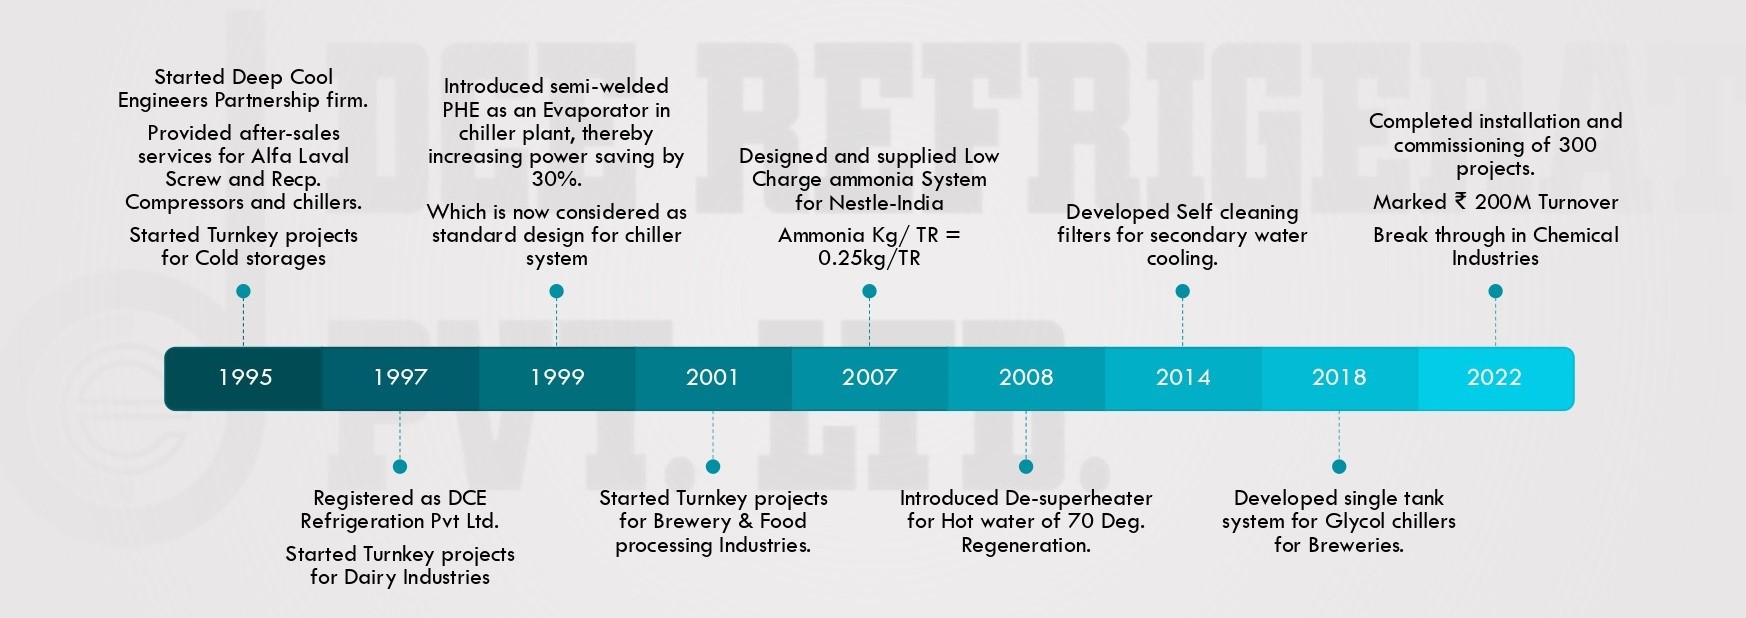 DCE REFRIGERAT
PVT. LTD.
Started Deep Cool
Engineers Partnership firm.
Provided after-sales
services for Alfa Laval
Screw and Recp.
Compressors and chillers.
Started Turnkey projects
for Cold storages
Introduced semi-welded
PHE as an Evaporator in
chiller plant, thereby
increasing power saving by
30%.
Which is now considered as
standard design for chiller
system
Designed and supplied Low
Charge ammonia System
for Nestle-India
Ammonia Kg/ TR =
0.25kg/TR
Developed Self cleaning
filters for secondary water
cooling.
Completed installation and
commissioning of 300
projects.
Marked ₹ 200M Turnover
Break through in Chemical
Industries
1995 1997 1999 2001 2007 2008 2014 2018 2022
Registered as DCE
Refrigeration Pvt Ltd.
Started Turnkey projects
for Dairy Industries
Started Turnkey projects
for Brewery & Food
processing Industries.
Introduced De-superheater
for Hot water of 70 Deg.
Regeneration.
Developed single tank
system for Glycol chillers
for Breweries.